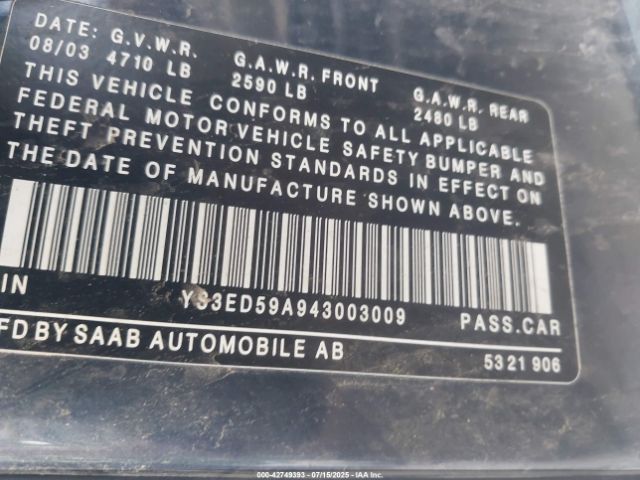 DATE: G.V.W.R. G.A.W.R. FRONT G.A.W.R. REAR
08/03 4710 LB 2590 LB 2480 LB
THIS VEHICLE CONFORMS TO ALL APPLICABLE
FEDERAL MOTOR VEHICLE SAFETY BUMPER AND
THEFT PREVENTION STANDARDS IN EFFECT ON
THE DATE OF MANUFACTURE SHOWN ABOVE.
IN YS3ED59A943003009 PASS.CAR
FD BY SAAB AUTOMOBILE AB 5321906
© - 42749393 - 07/15/2025 - IAA Inc.